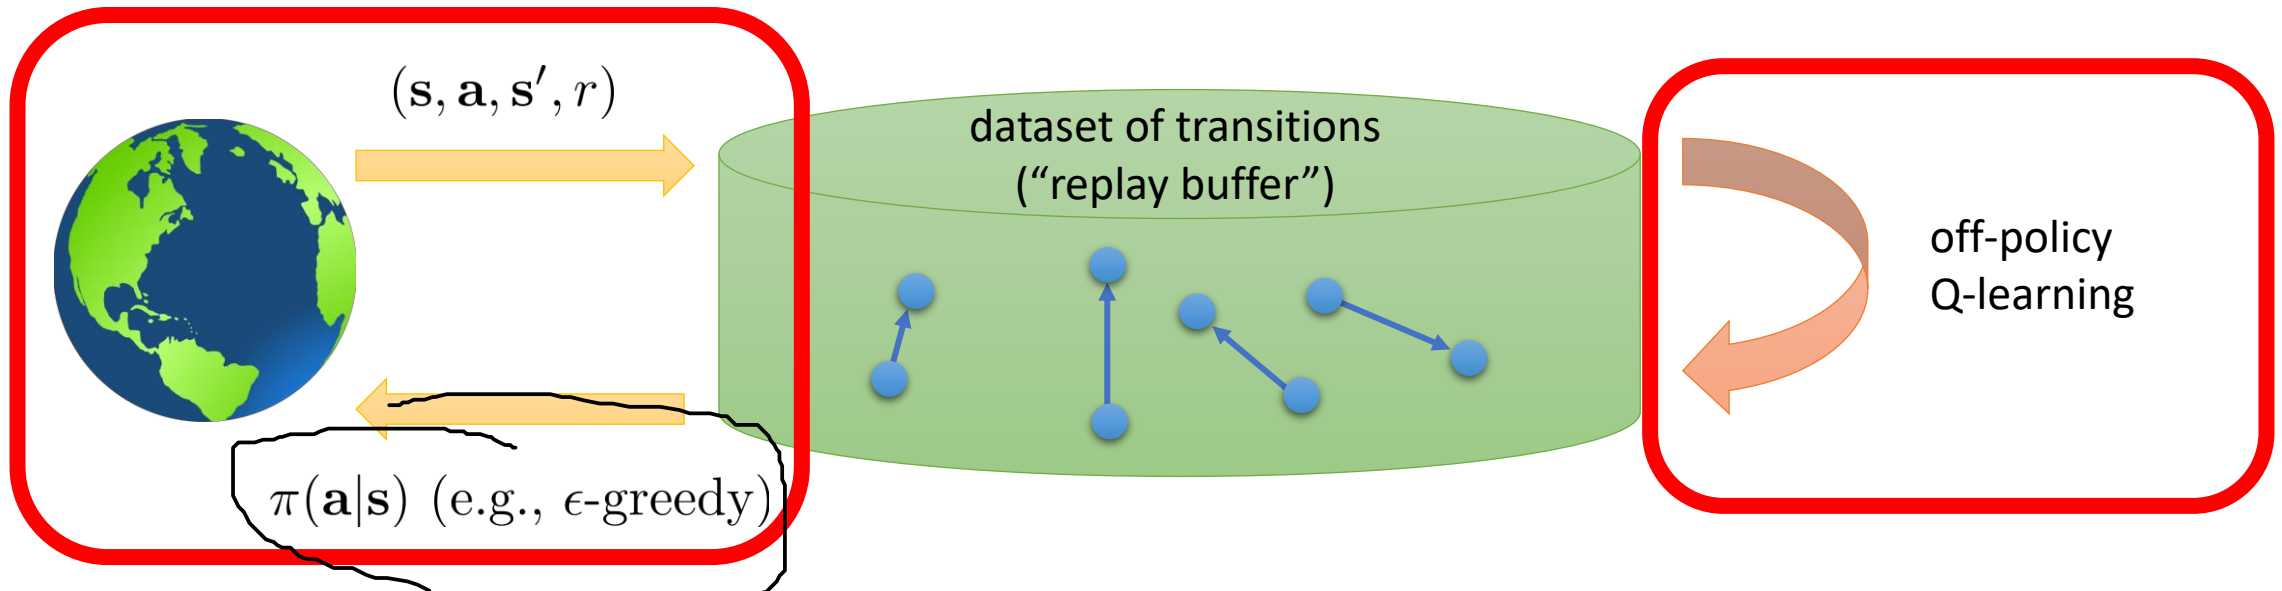 (s, a, s′, r)
dataset of transitions
(“replay buffer”)
off-policy
Q-learning
π(a|s) (e.g., ϵ-greedy)